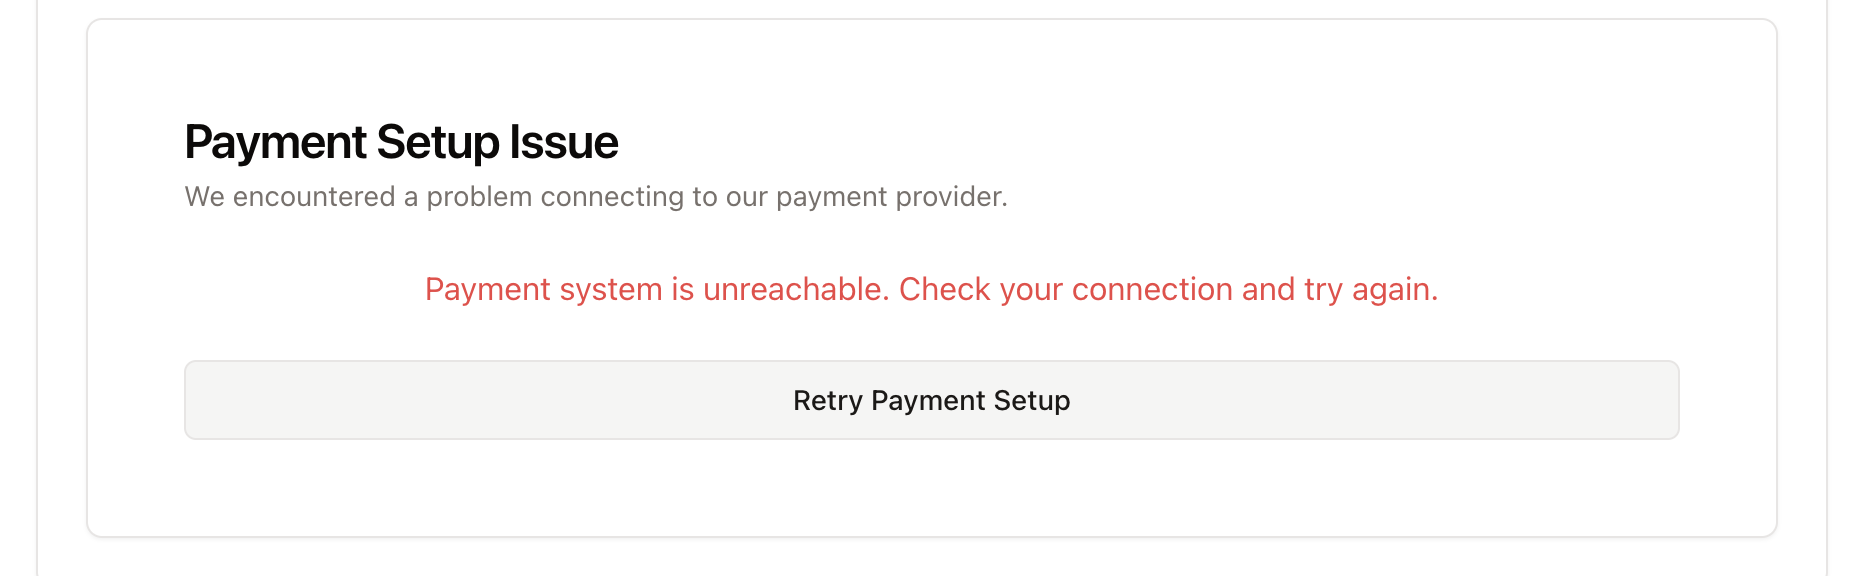 Payment Setup Issue
We encountered a problem connecting to our payment provider.
Payment system is unreachable. Check your connection and try again.
Retry Payment Setup